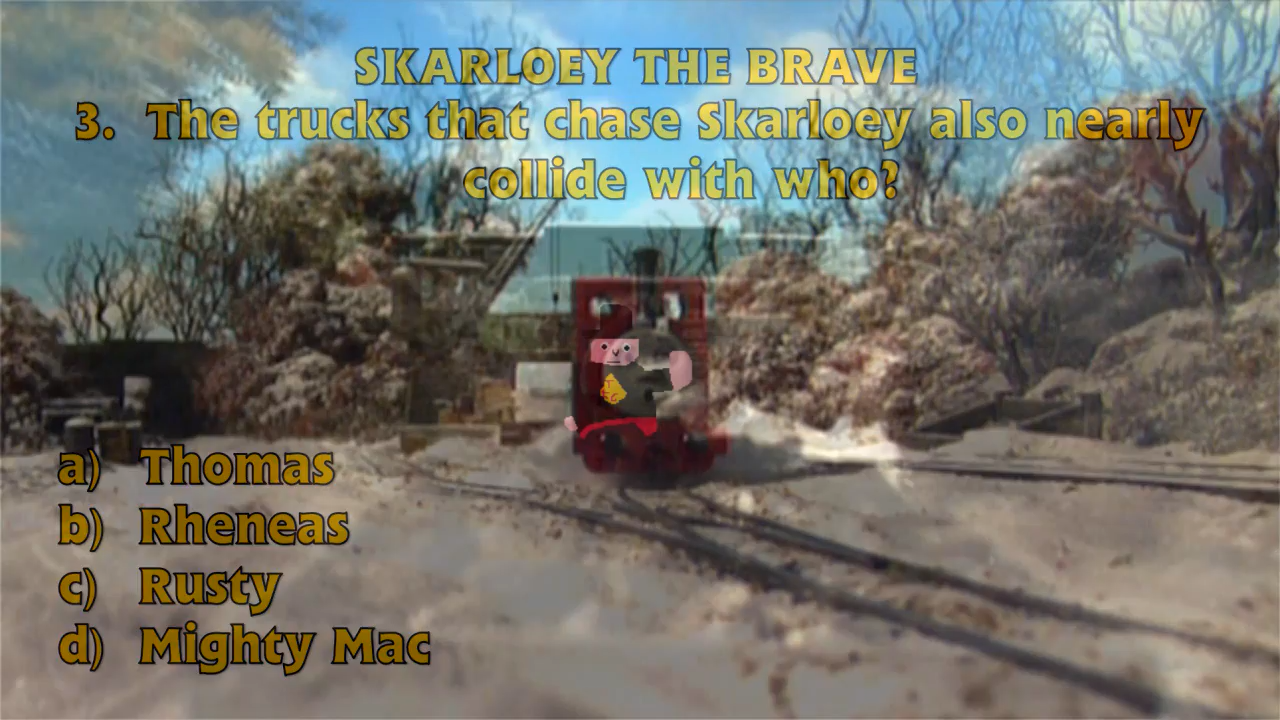 SKARLOEY THE BRAVE
3. The trucks that chase Skarloey also nearly
collide with who?
a) Thomas
b) Rheneas
c) Rusty
d) Mighty Mac